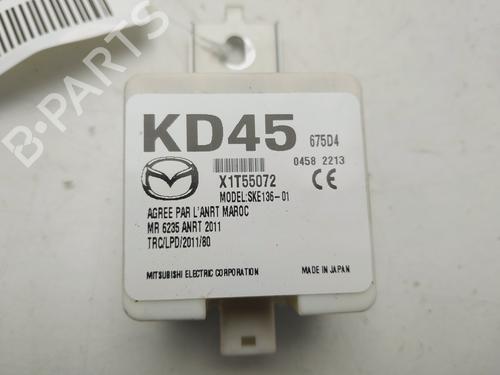 KD45 675D4
0458 2213
X1T55072
MODEL:SKE136-01
CE
AGREE PAR L'ANRT MAROC
MR 6235 ANRT 2011
TRC/LPD/2011/80
MITSUBISHI ELECTRIC CORPORATION MADE IN JAPAN
B-PARTS